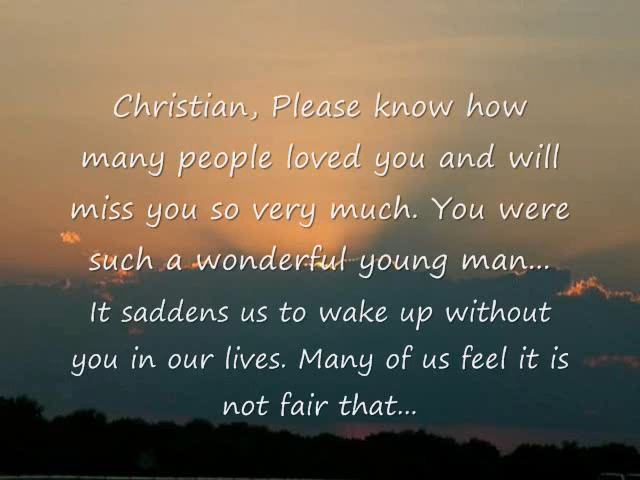 Christian, Please know how
many people loved you and will
miss you so very much. You were
such a wonderful young man...
It saddens us to wake up without
you in our lives. Many of us feel it is
not fair that...